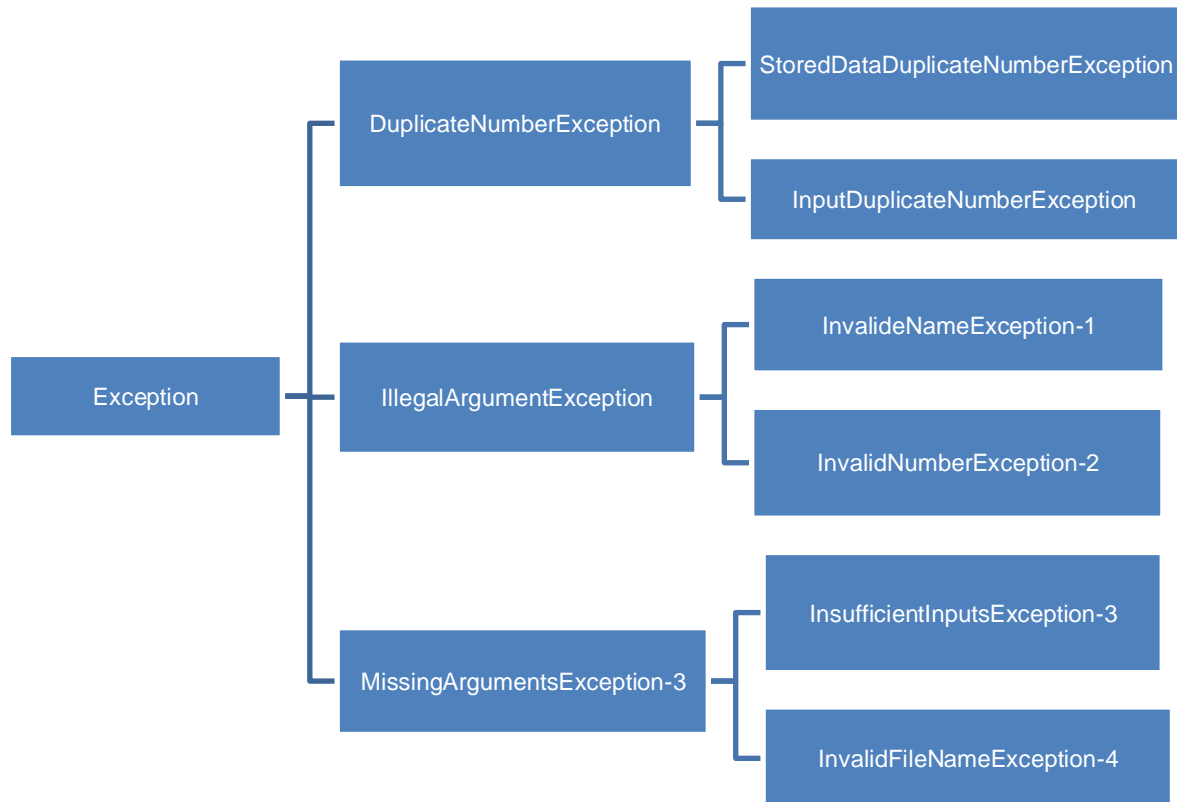 StoredDataDuplicateNumberException
DuplicateNumberException
InputDuplicateNumberException
InvalideNameException-1
Exception
IllegalArgumentException
InvalidNumberException-2
InsufficientInputsException-3
MissingArgumentsException-3
InvalidFileNameException-4